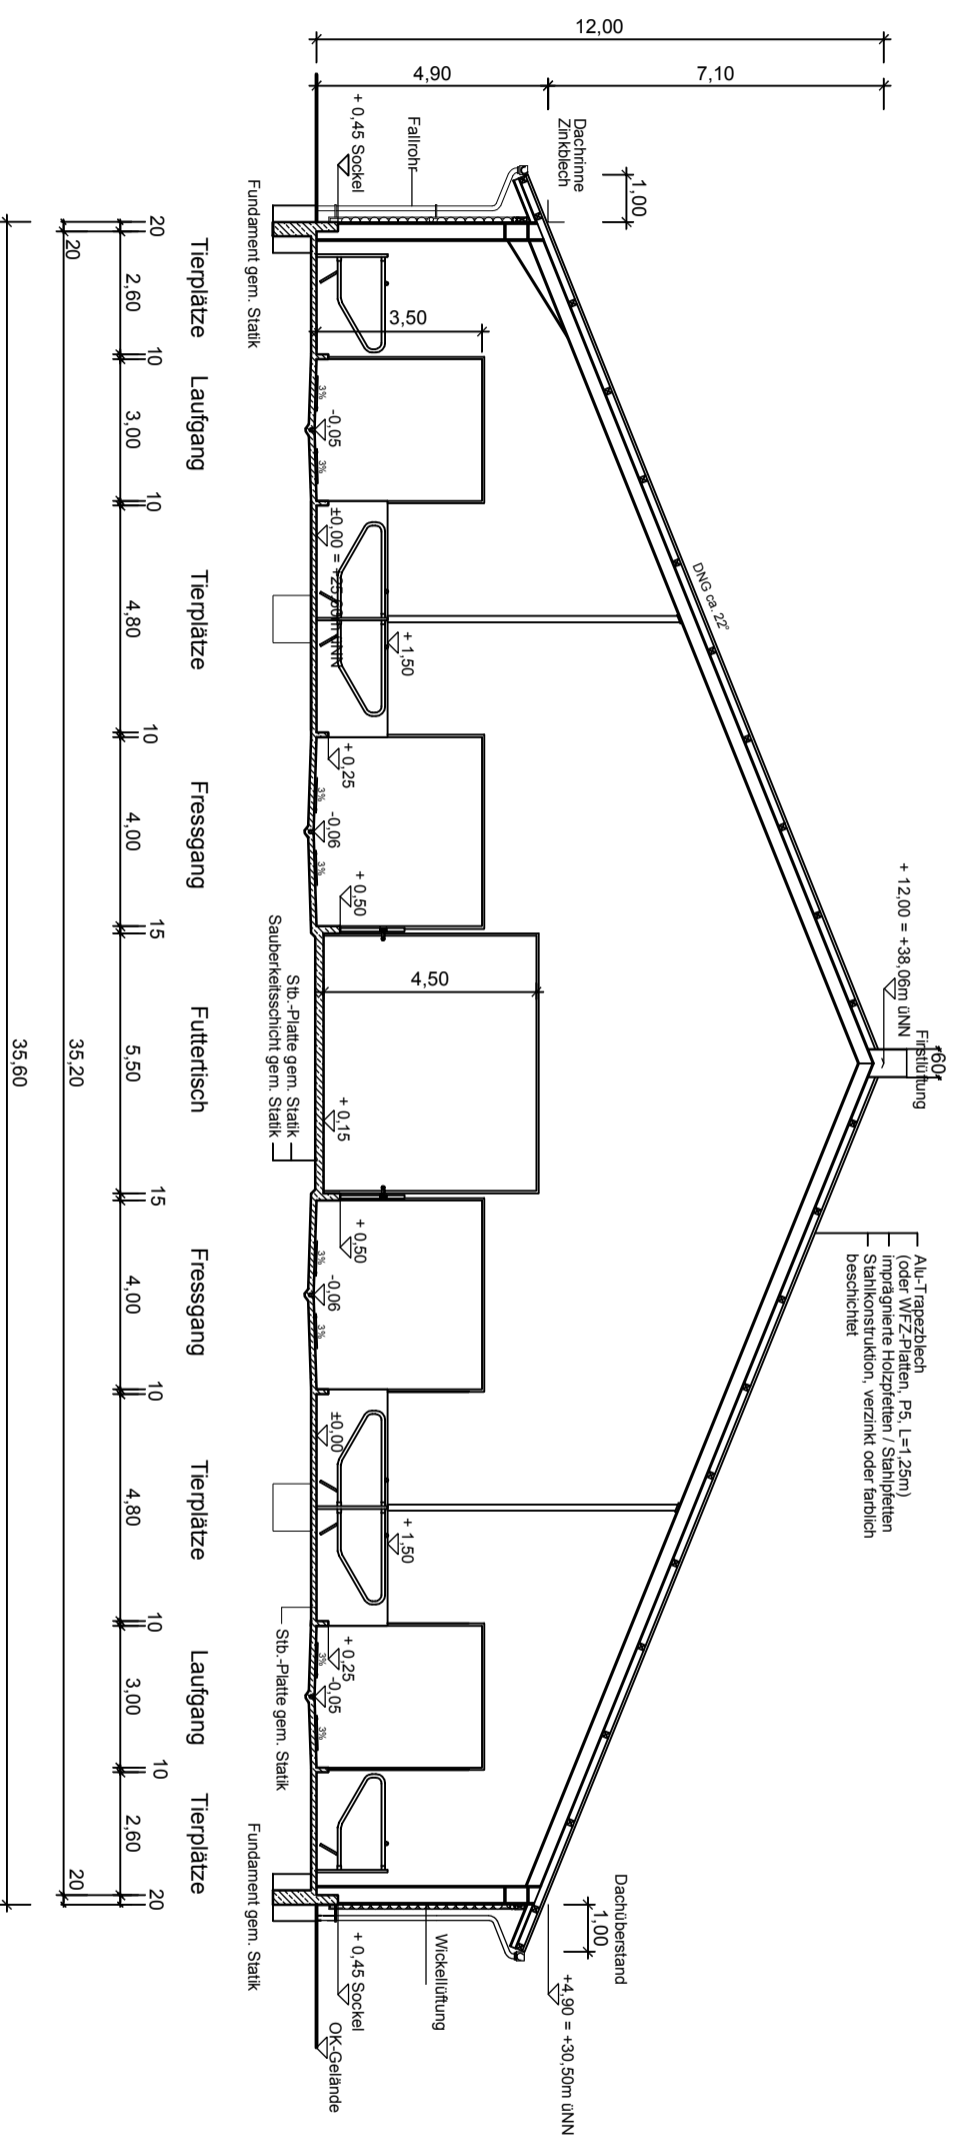 12,00
4,90
7,10
+ 12,00 = +38,06m üNN
60
Firstlüftung
DNG ca. 22°
Alu-Trapezblech
(oder WFZ-Platten, P5, L=1,25m)
imprägnierte Holzpfetten / Stahlpfetten
Stahlkonstruktion, verzinkt oder farblich
beschichtet
Dachrinne
Zinkblech
1,00
Fallrohr
+ 0,45 Sockel
Dachüberstand
1,00
+4,90 = +30,50m üNN
Wickellüftung
+ 0,45 Sockel
OK-Gelände
3,50
4,50
3%
-0,05
3%
±0,00 =
üNN
+ 1,50
+ 0,25
3%
-0,06
3%
+ 0,50
+ 0,15
+ 0,50
3%
-0,06
3%
±0,00
+ 1,50
+ 0,25
3%
-0,05
3%
Fundament gem. Statik
Stb.-Platte gem. Statik
Sauberkeitsschicht gem. Statik
Stb.-Platte gem. Statik
Fundament gem. Statik
Tierplätze
Laufgang
Tierplätze
Fressgang
Futtertisch
Fressgang
Tierplätze
Laufgang
Tierplätze
20
10
10
10
15
15
10
10
10
20
2,60
3,00
4,80
4,00
5,50
4,00
4,80
3,00
2,60
20
35,20
20
35,60